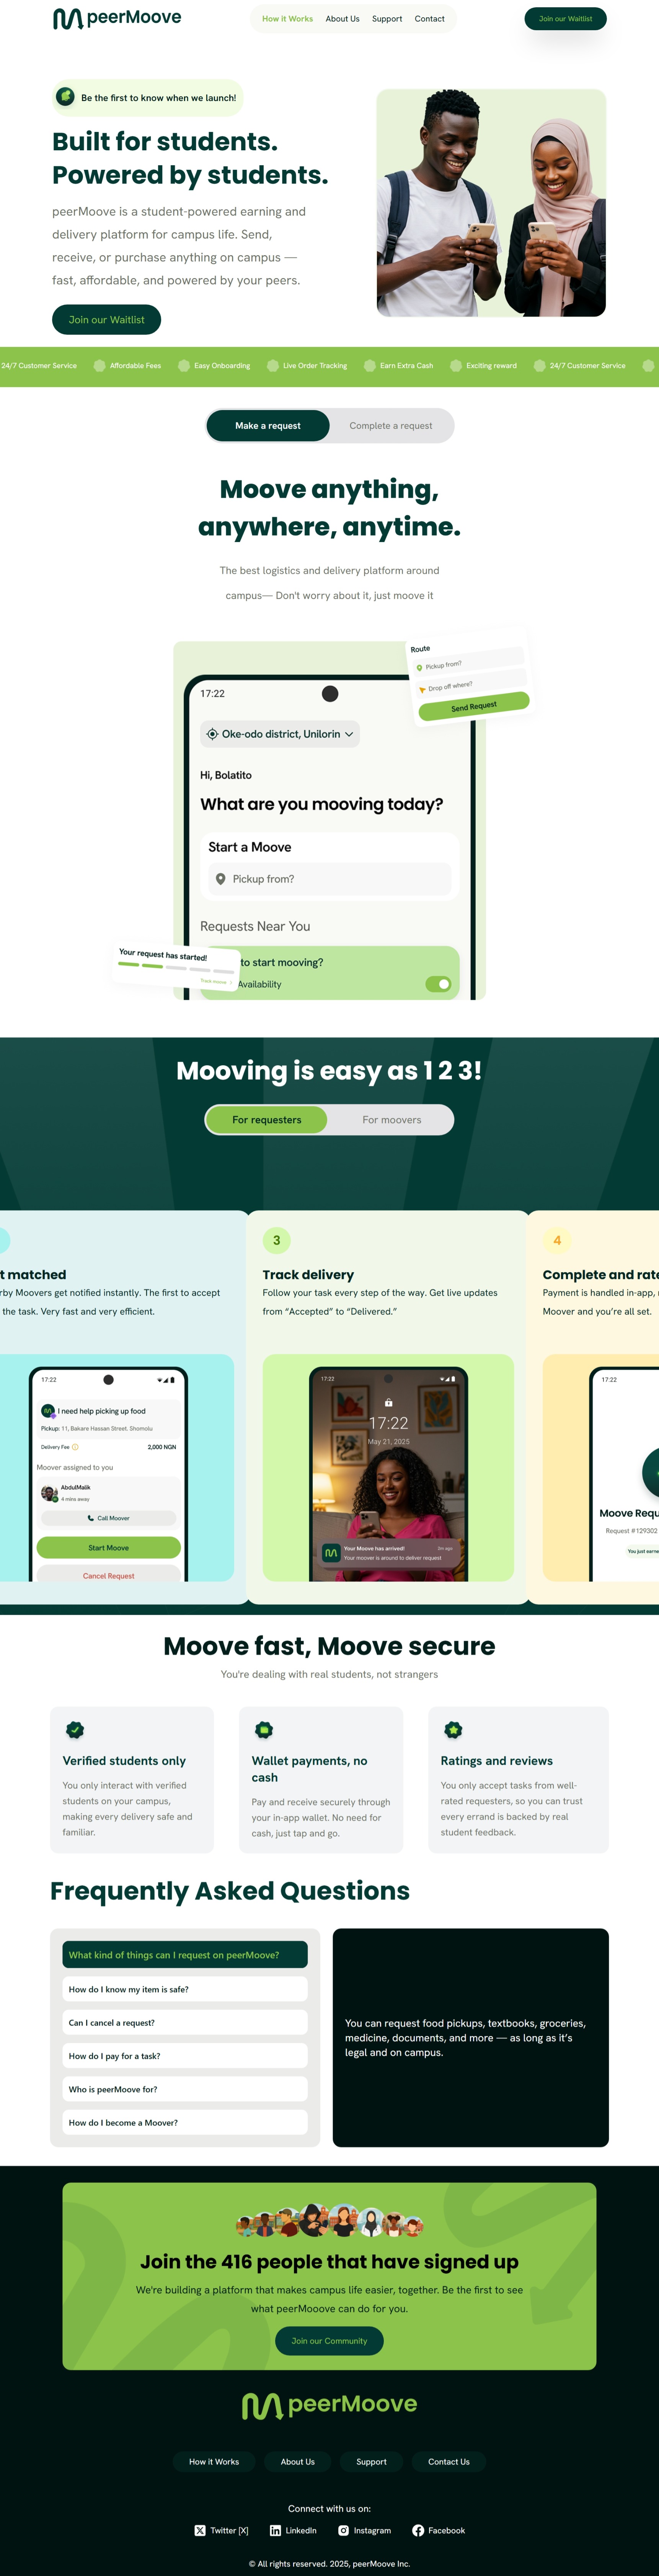 peerMoove
How it Works
About Us
Support
Contact
Join our Waitlist
Be the first to know when we launch!
Built for students.
Powered by students.
peerMoove is a student-powered earning and
delivery platform for campus life. Send,
receive, or purchase anything on campus —
fast, affordable, and powered by your peers.
Join our Waitlist
24/7 Customer Service
Affordable Fees
Easy Onboarding
Live Order Tracking
Earn Extra Cash
Exciting reward
24/7 Customer Service
Make a request
Complete a request
Moove anything,
anywhere, anytime.
The best logistics and delivery platform around
campus— Don't worry about it, just moove it
Route
Pickup from?
Drop off where?
Send Request
17:22
Oke-odo district, Unilorin
Hi, Bolatito
What are you mooving today?
Start a Moove
Pickup from?
Requests Near You
to start mooving?
Availability
Your request has started!
Track moove
Mooving is easy as 1 2 3!
For requesters
For moovers
t matched
rby Moovers get notified instantly. The first to accept
the task. Very fast and very efficient.
17:22
I need help picking up food
Pickup: 11, Bakare Hassan Street, Shomolu
Delivery Fee
2,000 NGN
Moover assigned to you
AbdulMalik
4 mins away
Call Moover
Start Moove
Cancel Request
3
Track delivery
Follow your task every step of the way. Get live updates
from “Accepted” to “Delivered.”
17:22
17:22
May 21, 2025
Your Moove has arrived!
5m ago
Your moover is around to deliver request
4
Complete and rate
Payment is handled in-app,
Moover and you’re all set.
17:22
Moove Requ
Request #129302
You just earne
Moove fast, Moove secure
You're dealing with real students, not strangers
Verified students only
You only interact with verified
students on your campus,
making every delivery safe and
familiar.
Wallet payments, no
cash
Pay and receive securely through
your in-app wallet. No need for
cash, just tap and go.
Ratings and reviews
You only accept tasks from well-
rated requesters, so you can trust
every errand is backed by real
student feedback.
Frequently Asked Questions
What kind of things can I request on peerMoove?
How do I know my item is safe?
Can I cancel a request?
How do I pay for a task?
Who is peerMoove for?
How do I become a Moover?
You can request food pickups, textbooks, groceries,
medicine, documents, and more — as long as it’s
legal and on campus.
Join the 416 people that have signed up
We're building a platform that makes campus life easier, together. Be the first to see
what peerMooove can do for you.
Join our Community
peerMoove
How it Works
About Us
Support
Contact Us
Connect with us on:
Twitter [X]
LinkedIn
Instagram
Facebook
© All rights reserved. 2025, peerMoove Inc.